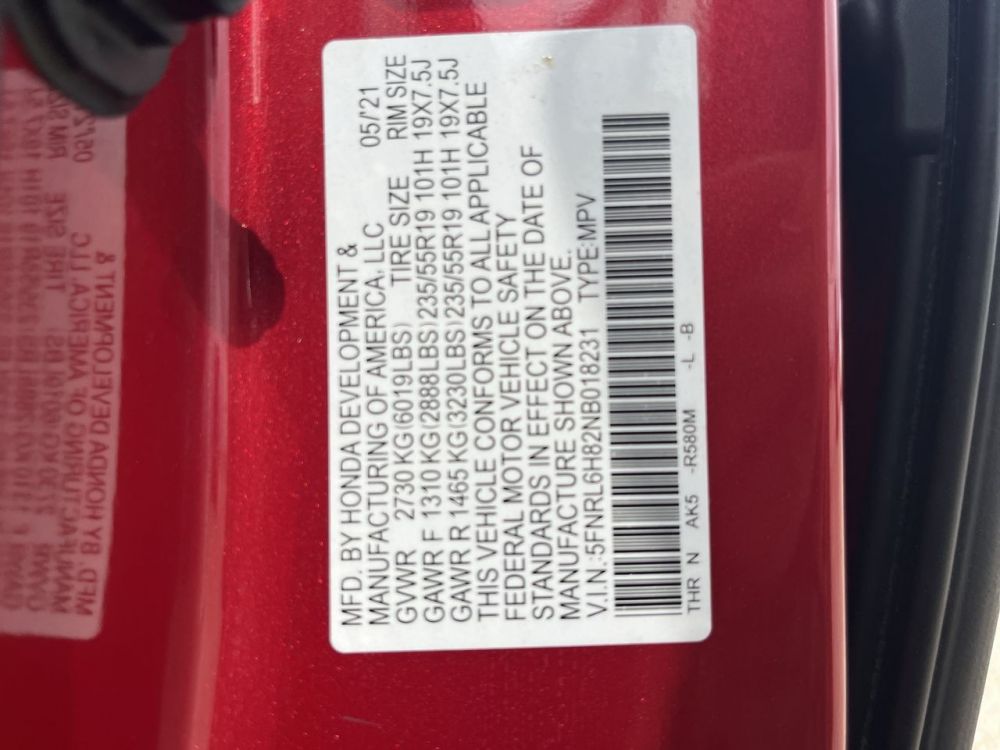 MFD. BY HONDA DEVELOPMENT &
MANUFACTURING OF AMERICA, LLC 05/'21
GVWR 2730 KG(6019LBS) TIRE SIZE RIM SIZE
GAWR F 1310 KG(2888LBS)235/55R19 101H 19X7.5J
GAWR R 1465 KG(3230LBS)235/55R19 101H 19X7.5J
THIS VEHICLE CONFORMS TO ALL APPLICABLE
FEDERAL MOTOR VEHICLE SAFETY
STANDARDS IN EFFECT ON THE DATE OF
MANUFACTURE SHOWN ABOVE.
V.I.N.:5FNRL6H82NB018231 TYPE:MPV
THR N AK5 -R580M -L -B